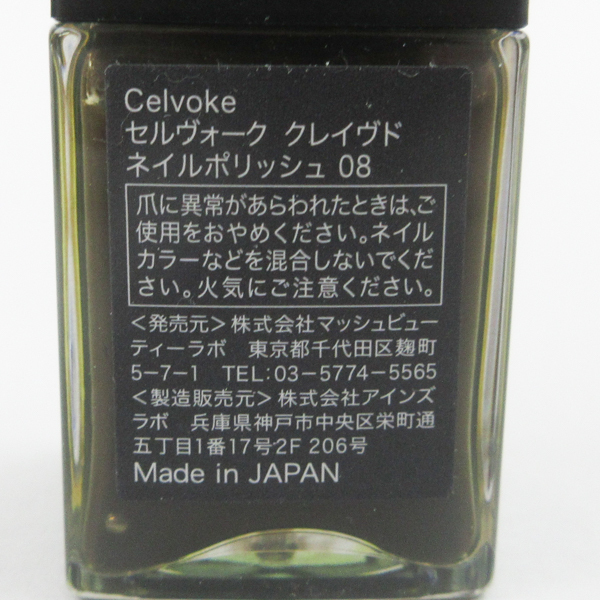 Celvoke
セルヴォーク クレイヴド
ネイルポリッシュ 08
爪に異常があらわれたときは、ご
使用をおやめください。ネイル
カラーなどを混合しないでくだ
さい。火気にご注意ください。
<発売元>株式会社マッシュビュー
ティーラボ 東京都千代田区麹町
5-7-1 TEL:03-5774-5565
<製造販売元>株式会社アインズ
ラボ 兵庫県神戸市中央区栄町通
五丁目1番17号2F 206号
Made in JAPAN